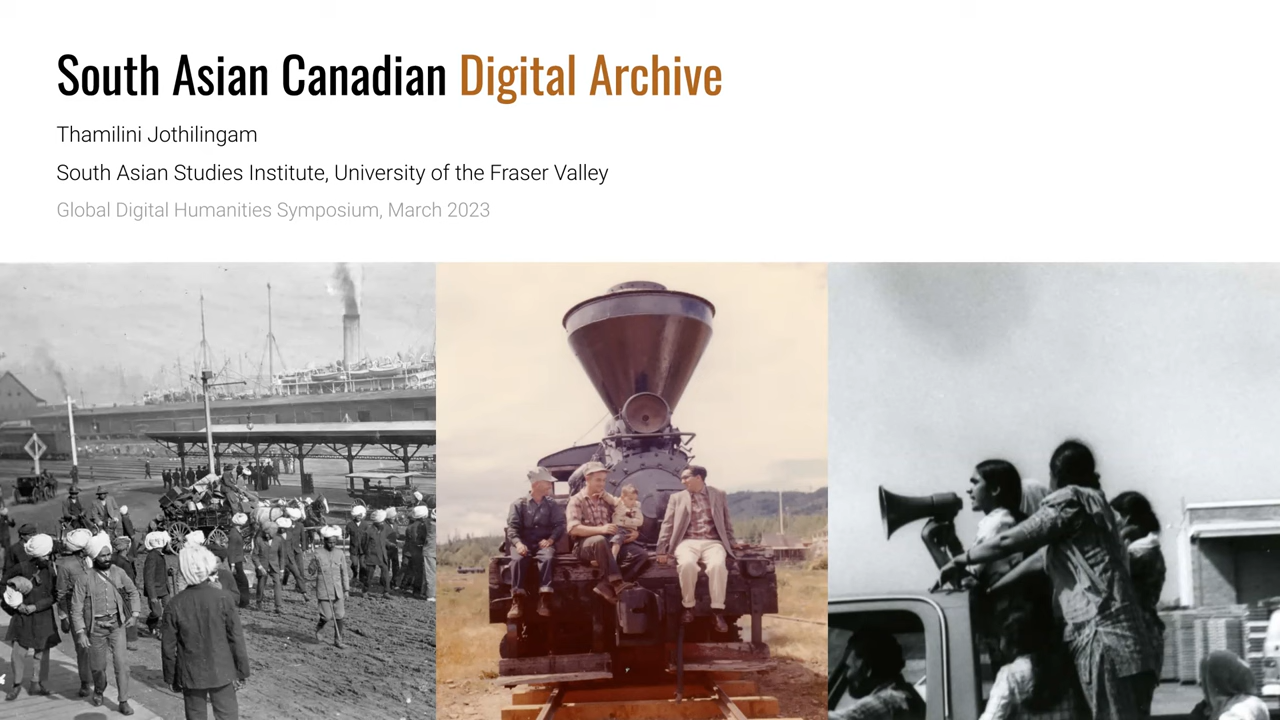 South Asian Canadian Digital Archive
Thamilini Jothilingam
South Asian Studies Institute, University of the Fraser Valley
Global Digital Humanities Symposium, March 2023